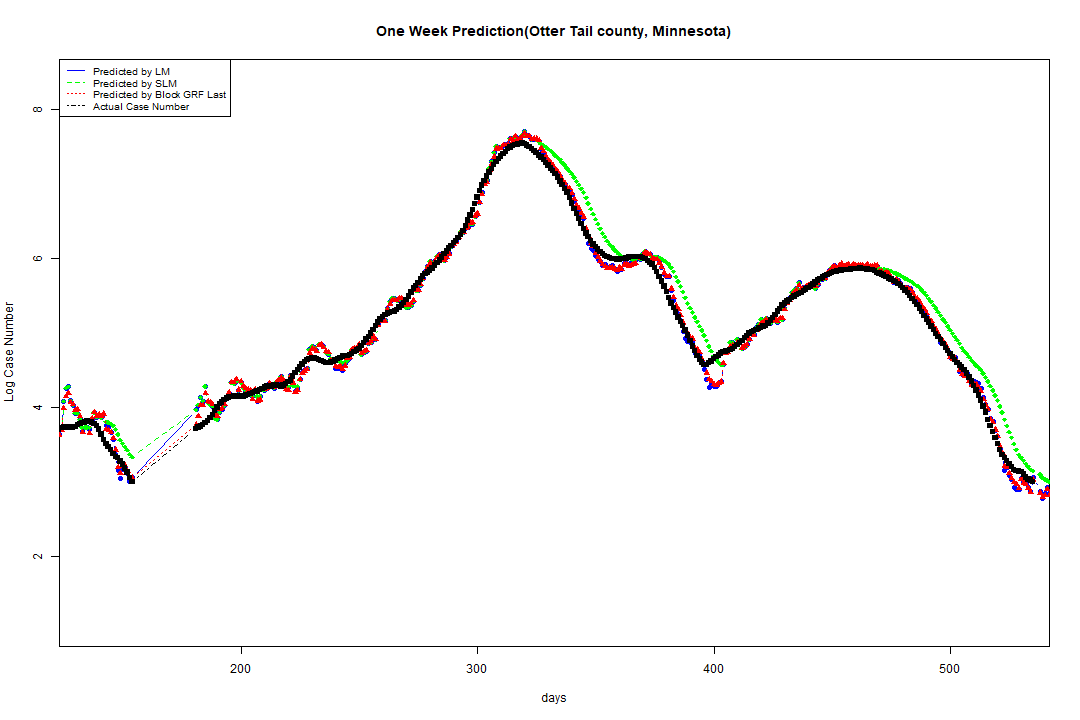 One Week Prediction(Otter Tail county, Minnesota)
Predicted by LM
Predicted by SLM
Predicted by Block GRF Last
Actual Case Number
8
6
4
2
Log Case Number
200
300
400
500
days